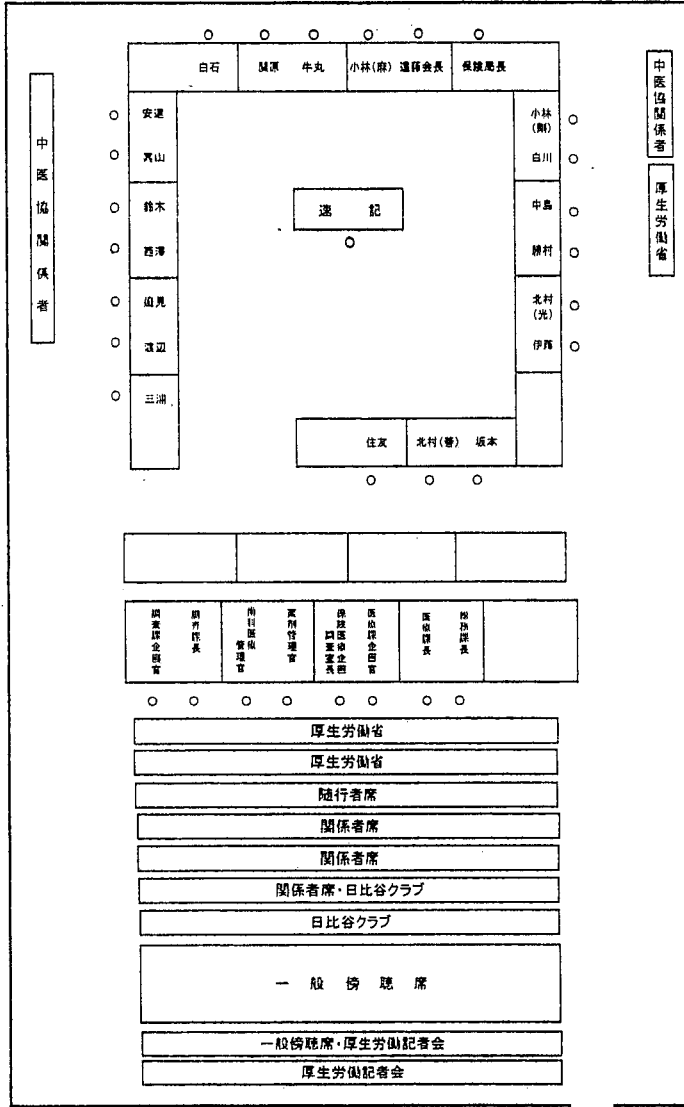 白石 関原 牛丸 小林(麻) 遠藤会長 保険局長
中医協関係者
安達
鈴木
西澤
邉見
渡辺
三浦
速記
小林(剛)
白川
中島
勝村
北村(光)
伊藤
中医協関係者
厚生労働省
住友 北村(善) 坂本
調査課企画官
調査課長
歯科医療管理官
薬剤管理官
保険医療企画調査室長
医療課企画官
医療課長
総務課長
厚生労働省
厚生労働省
随行者席
関係者席
関係者席
関係者席・日比谷クラブ
日比谷クラブ
一般傍聴席
一般傍聴席・厚生労働記者会
厚生労働記者会